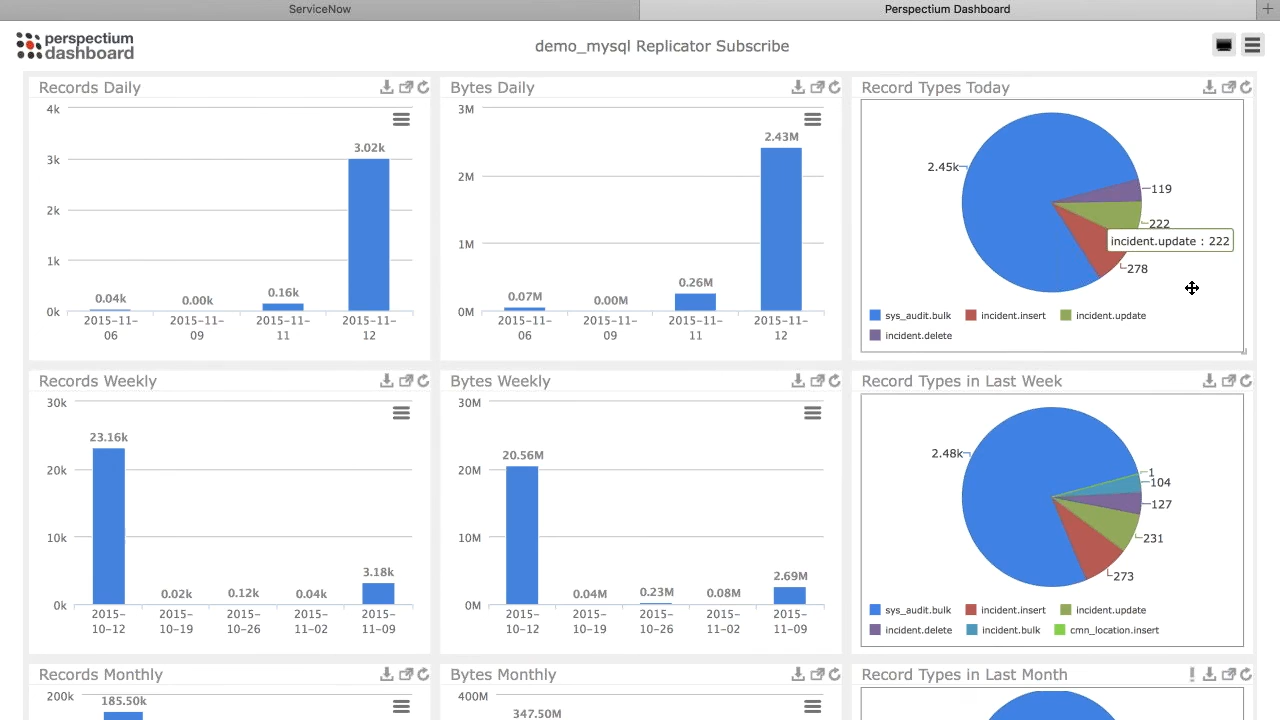 ServiceNow
Perspectium Dashboard
+
perspectium
dashboard
demo_mysql Replicator Subscribe
Records Daily
4k
3k
2k
1k
0k
0.04k
0.00k
0.16k
3.02k
2015-11-
06
2015-11-
09
2015-11-
11
2015-11-
12
Bytes Daily
3M
2M
1M
0M
0.07M
0.00M
0.26M
2.43M
2015-11-
06
2015-11-
09
2015-11-
11
2015-11-
12
Record Types Today
2.45k
119
222
incident.update : 222
278
sys_audit.bulk
incident.insert
incident.update
incident.delete
Records Weekly
30k
20k
10k
0k
23.16k
0.02k
0.12k
0.04k
3.18k
2015-
10-12
2015-
10-19
2015-
10-26
2015-
11-02
2015-
11-09
Bytes Weekly
30M
20M
10M
0M
20.56M
0.04M
0.23M
0.08M
2.69M
2015-
10-12
2015-
10-19
2015-
10-26
2015-
11-02
2015-
11-09
Record Types in Last Week
2.48k
1
104
127
231
273
sys_audit.bulk
incident.insert
incident.update
incident.delete
incident.bulk
cmn_location.insert
Records Monthly
200k
185.50k
Bytes Monthly
400M
347.50M
Record Types in Last Month